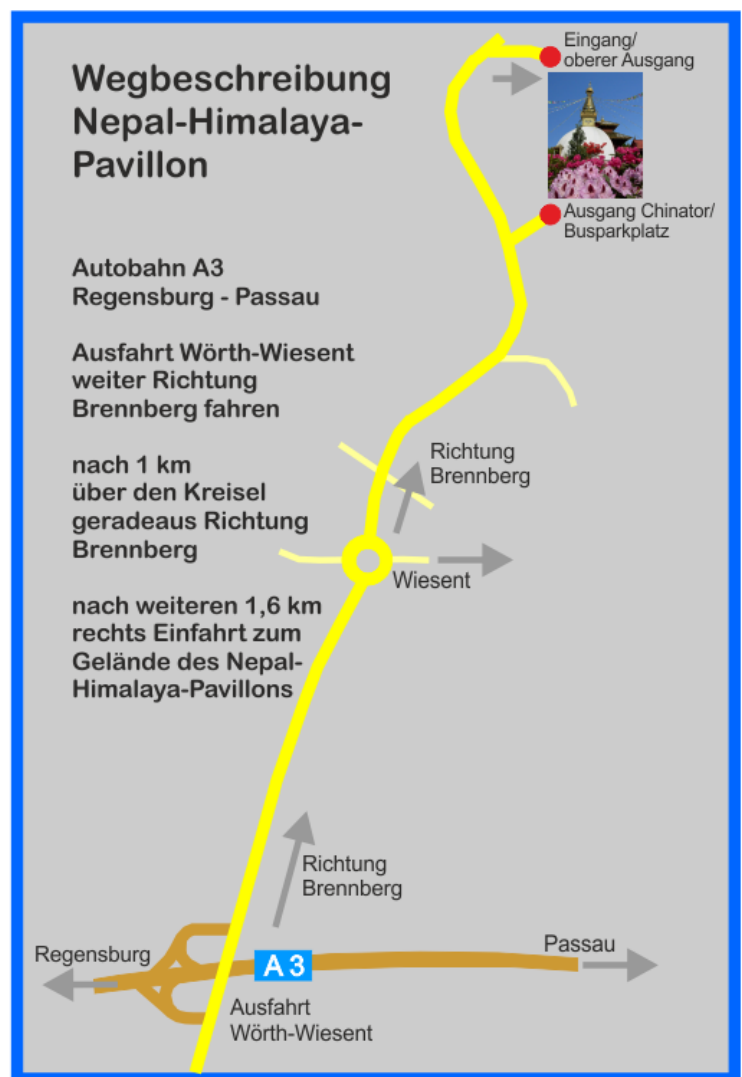 Wegbeschreibung
Nepal-Himalaya-
Pavillon
Autobahn A3
Regensburg - Passau
Ausfahrt Wörth-Wiesent
weiter Richtung
Brennberg fahren
nach 1 km
über den Kreisel
geradeaus Richtung
Brennberg
nach weiteren 1,6 km
rechts Einfahrt zum
Gelände des Nepal-
Himalaya-Pavillons
Eingang/
oberer Ausgang
Ausgang Chinator/
Busparkplatz
Richtung
Brennberg
Wiesent
Richtung
Brennberg
Regensburg
A 3
Passau
Ausfahrt
Wörth-Wiesent